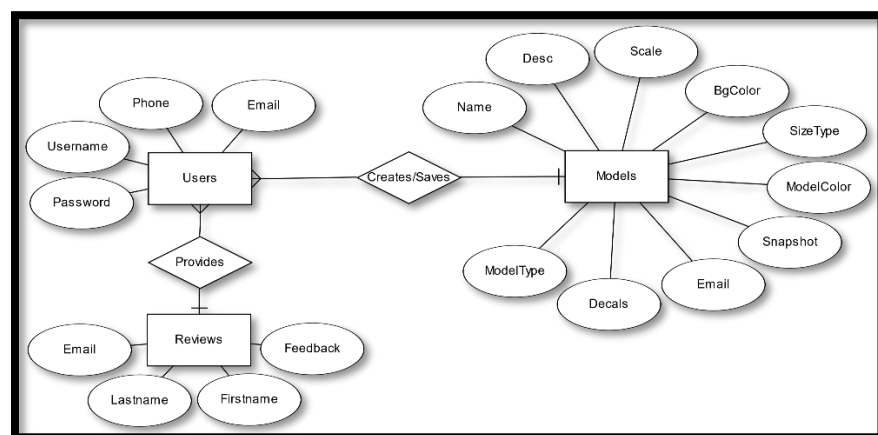 Scale
Desc
BgColor
Phone
Email
Name
SizeType
Username
Users
Creates/Saves
Models
ModelColor
Password
Snapshot
Provides
ModelType
Email
Decals
Reviews
Email
Feedback
Lastname
Firstname